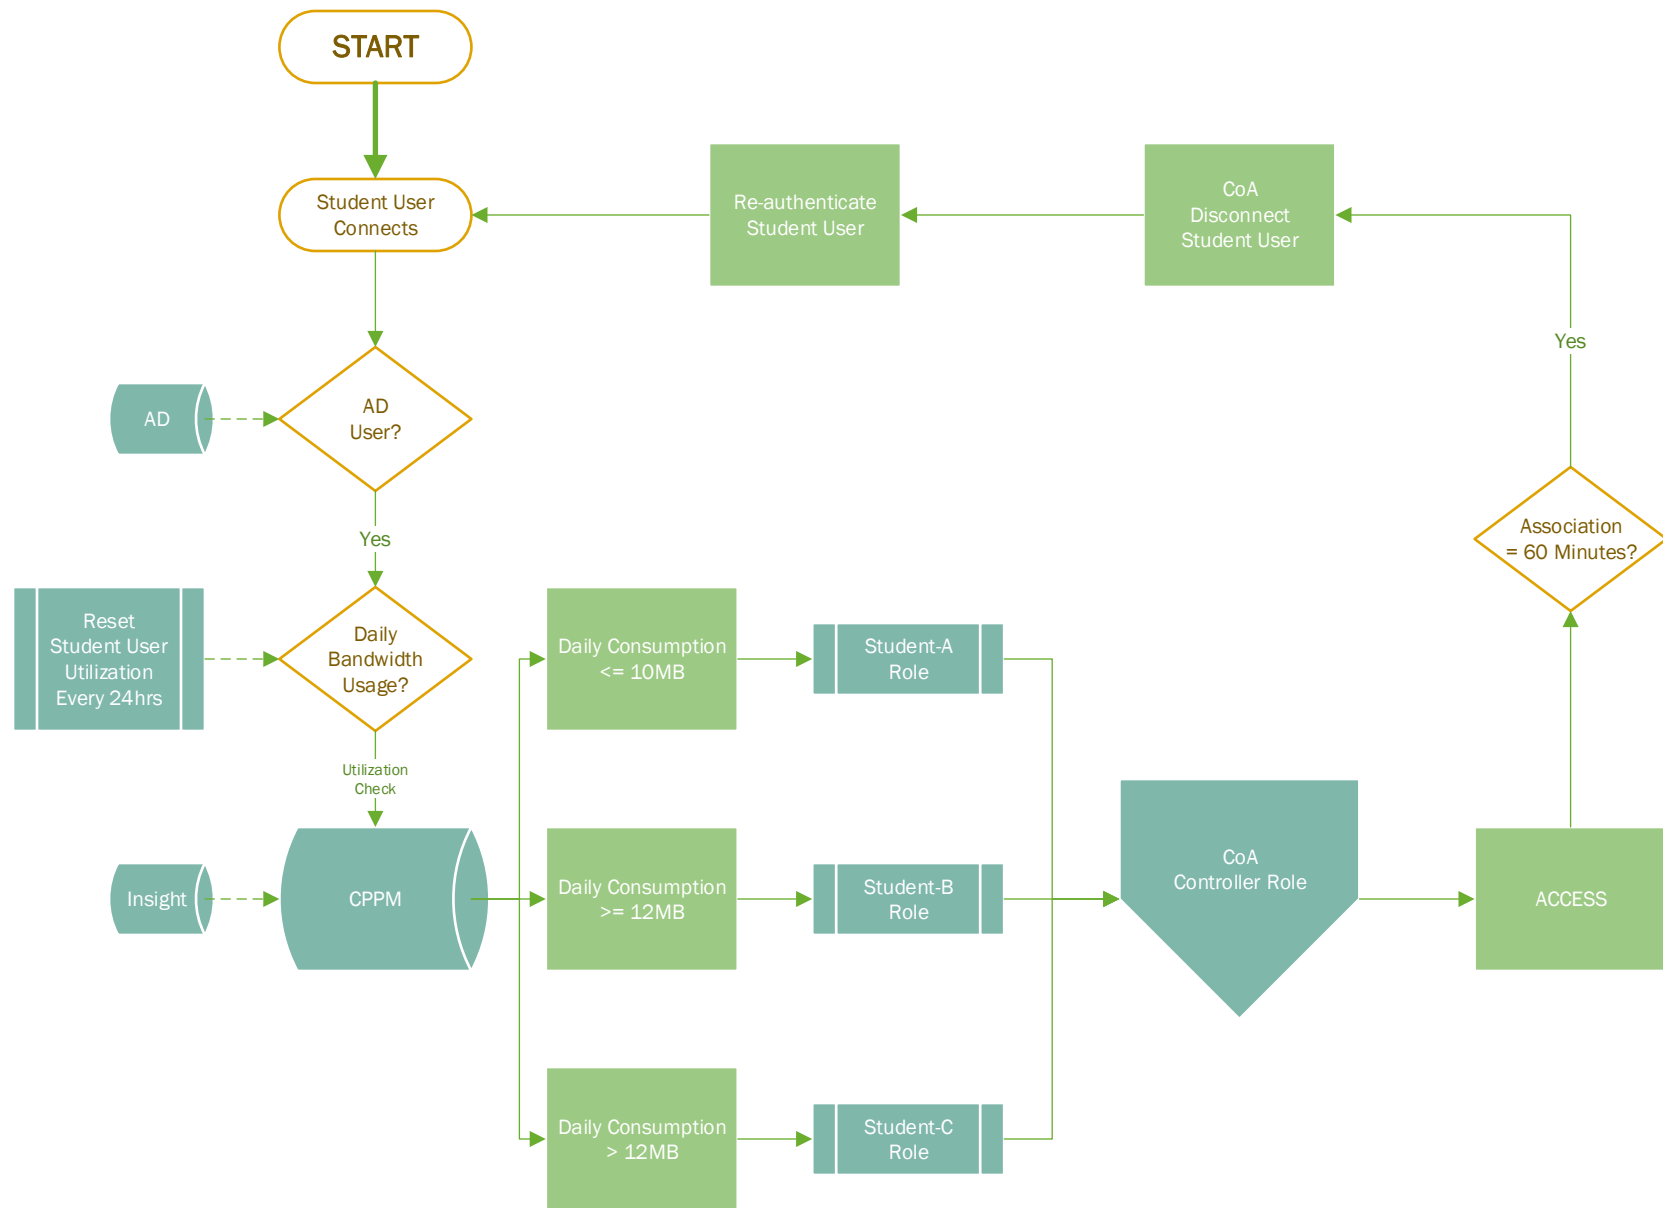 START
Student User
Connects
Re-authenticate
Student User
CoA
Disconnect
Student User
Yes
AD
AD
User?
Yes
Association
= 60 Minutes?
Reset
Student User
Utilization
Every 24hrs
Daily
Bandwidth
Usage?
Daily Consumption
<= 10MB
Student-A
Role
Utilization
Check
Insight
CPPM
Daily Consumption
>= 12MB
Student-B
Role
CoA
Controller Role
ACCESS
Daily Consumption
> 12MB
Student-C
Role